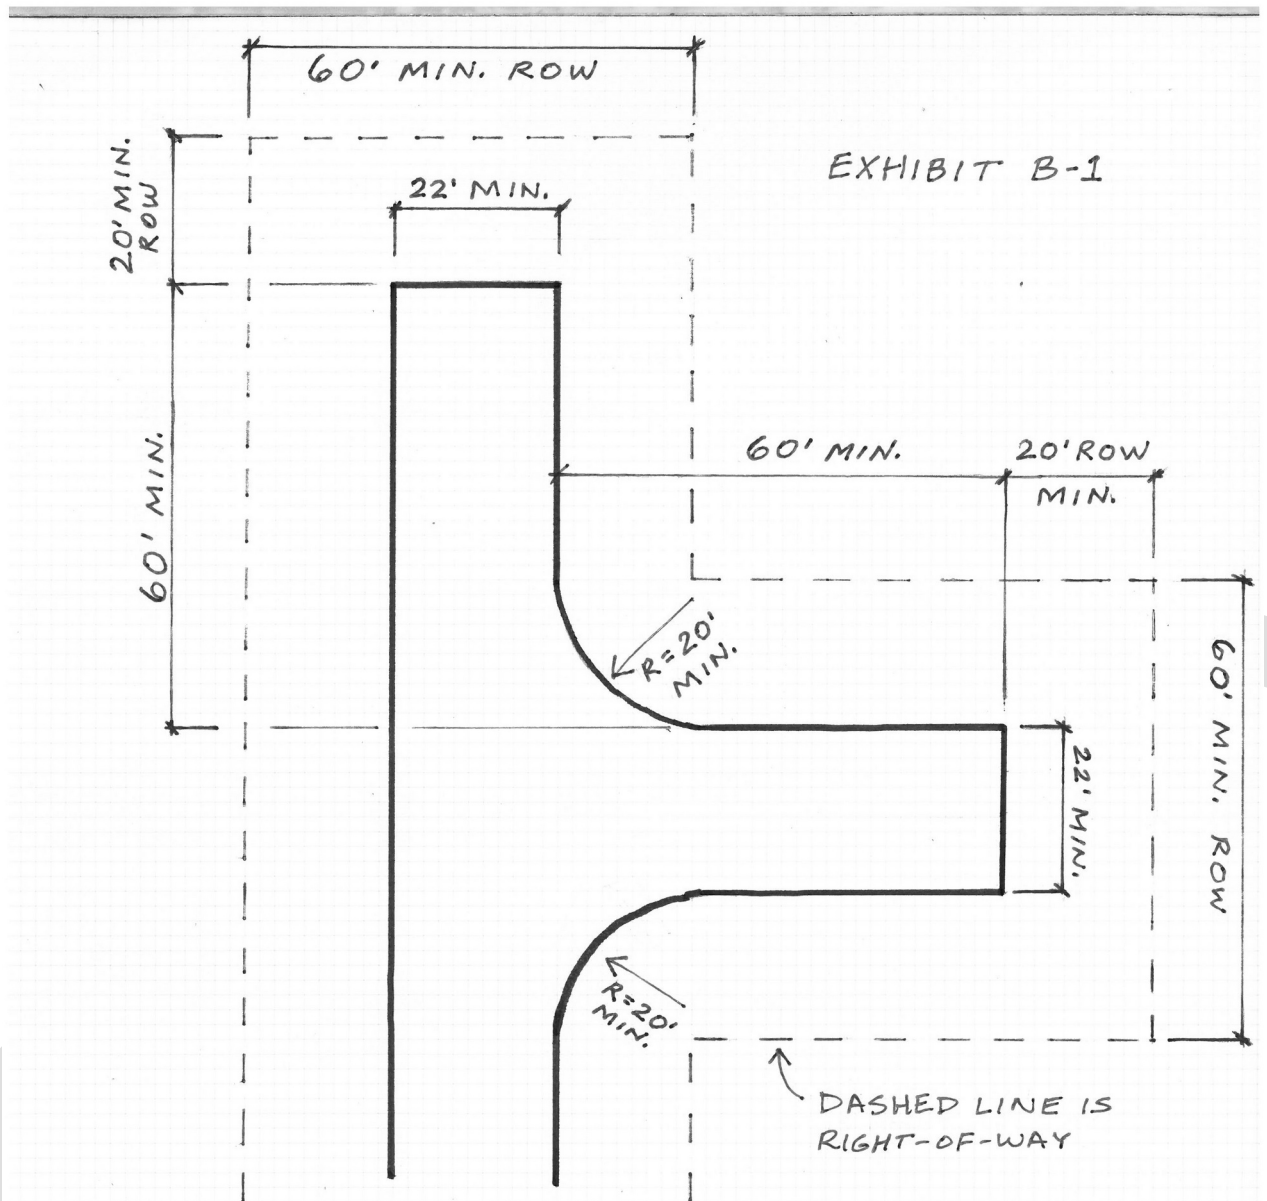 60' MIN. ROW
EXHIBIT B-1
20' MIN.
ROW
22' MIN.
60' MIN.
60' MIN.
20' ROW
MIN.
R=20'
MIN.
22' MIN.
60' MIN. ROW
R=20'
MIN.
DASHED LINE IS
RIGHT-OF-WAY